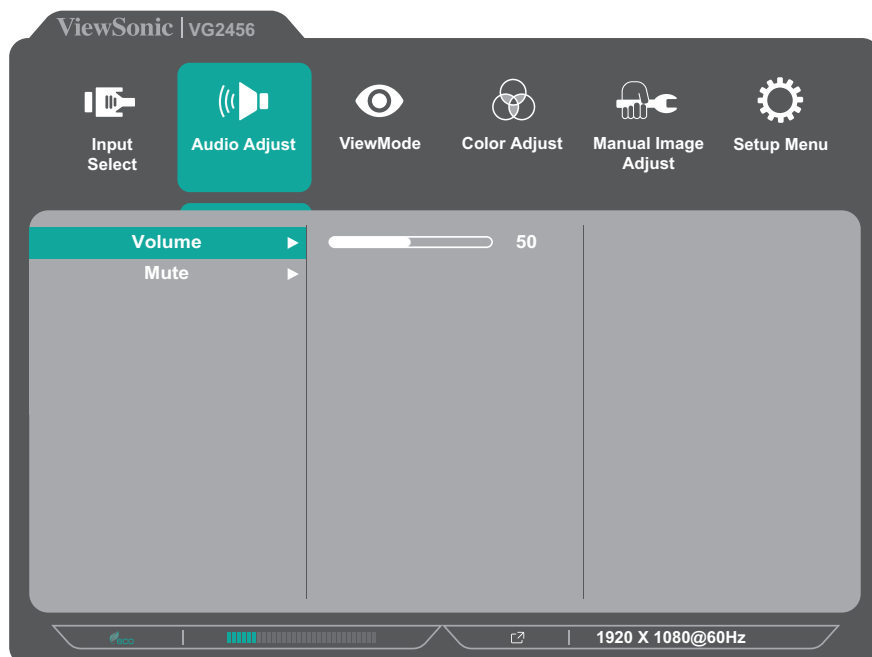 ViewSonic | VG2456
Input Select
Audio Adjust
ViewMode
Color Adjust
Manual Image Adjust
Setup Menu
Volume 50
Mute
eco
1920 X 1080@60Hz